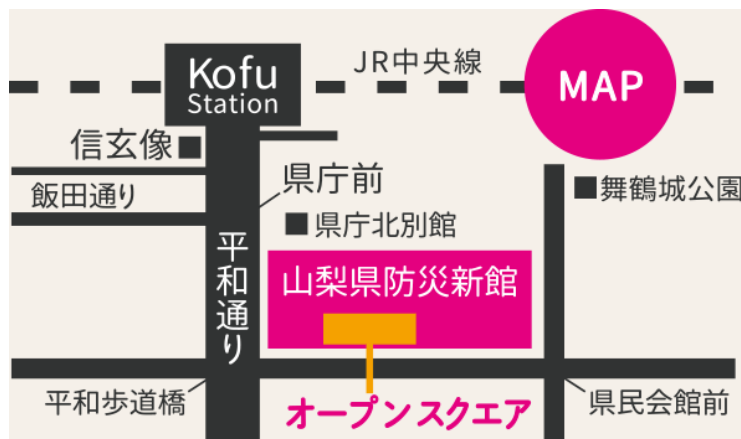 Kofu
Station
JR中央線
MAP
信玄像
県庁前
飯田通り
舞鶴城公園
県庁北別館
平和通り
山梨県防災新館
平和歩道橋
オープンスクエア
県民会館前